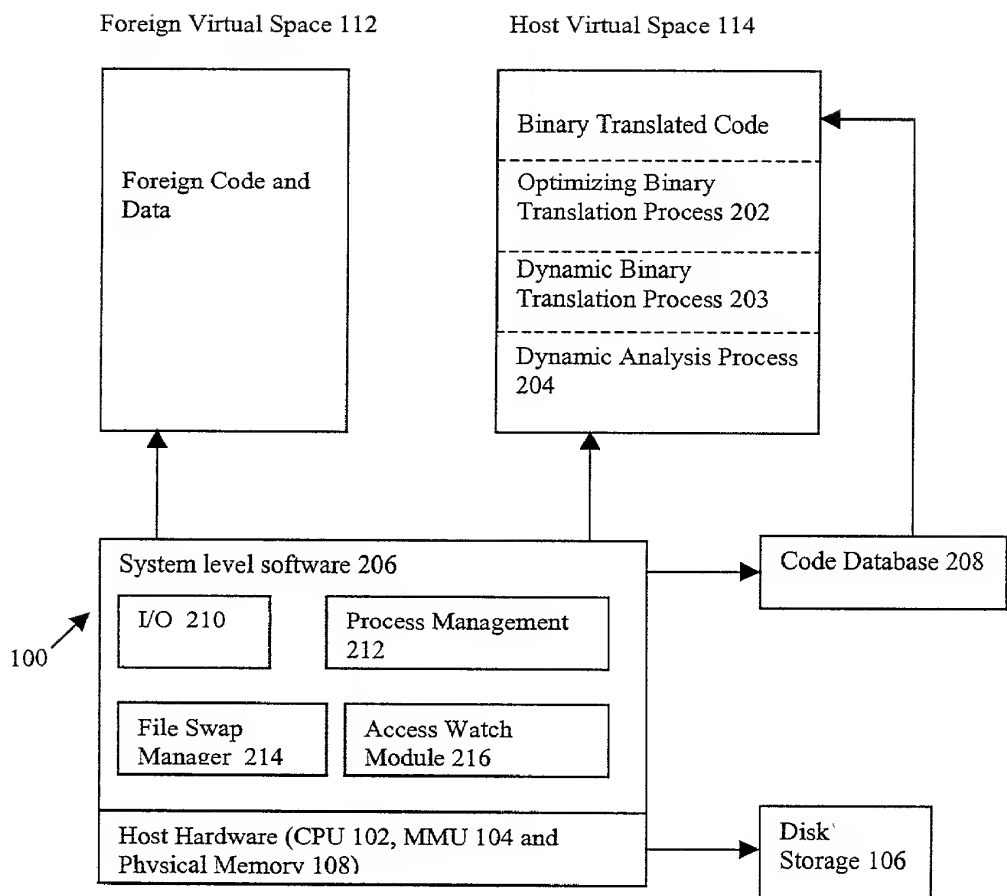 Foreign Virtual Space 112
Host Virtual Space 114
Foreign Code and
Data
Binary Translated Code
Optimizing Binary
Translation Process 202
Dynamic Binary
Translation Process 203
Dynamic Analysis Process
204
System level software 206
I/O 210
Process Management
212
File Swap
Manager 214
Access Watch
Module 216
Host Hardware (CPU 102, MMU 104 and
Physical Memory 108)
Code Database 208
Disk
Storage 106
100